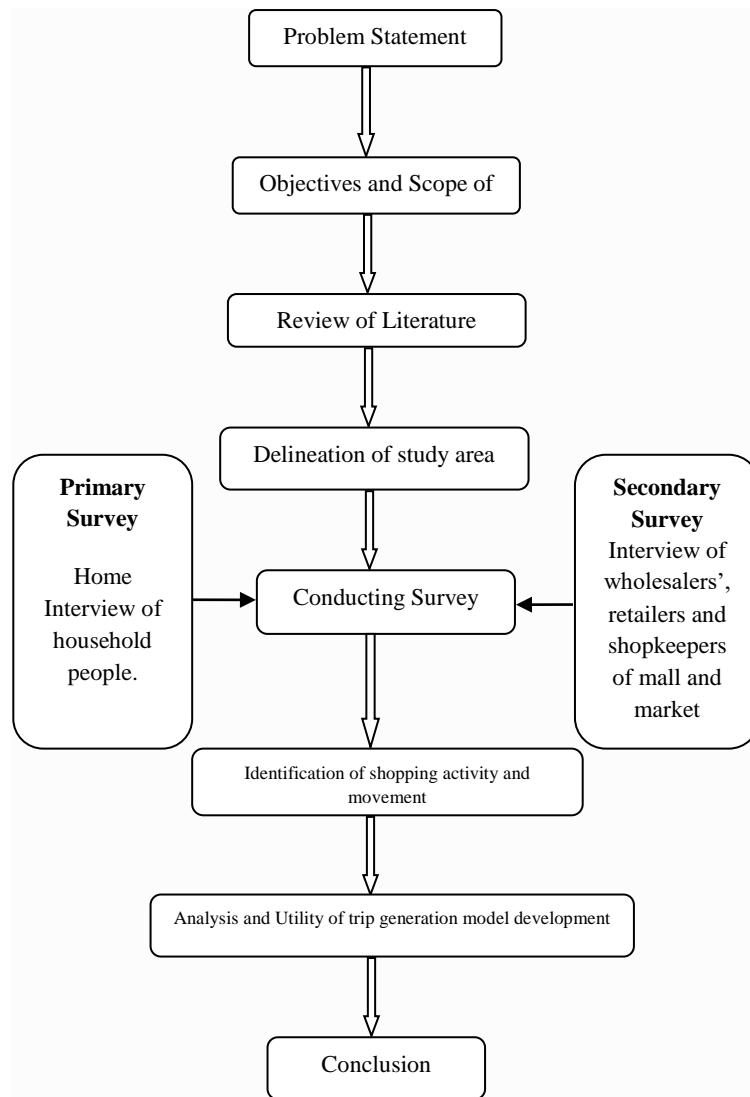 Problem Statement
Objectives and Scope of
Review of Literature
Delineation of study area
Primary
Survey
Home
Interview of
household
people.
Secondary
Survey
Interview of
wholesalers’,
retailers and
shopkeepers
of mall and
market
Conducting Survey
Identification of shopping activity and
movement
Analysis and Utility of trip generation model development
Conclusion